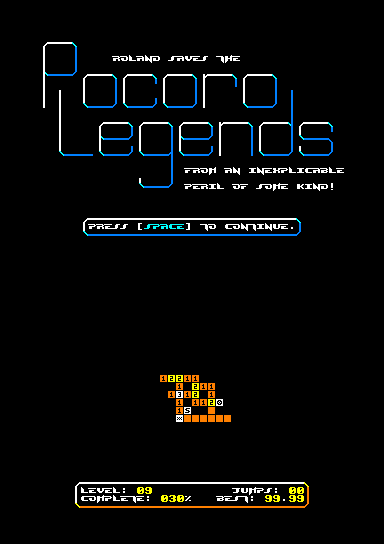 ROLAND SAVES THE
Pocoro
Legends
FROM AN INEXPLICABLE
PERIL OF SOME KIND!
PRESS [SPACE] TO CONTINUE.
LEVEL: 09 JUMPS: 00
COMPLETE: 030% BEST: 99.99